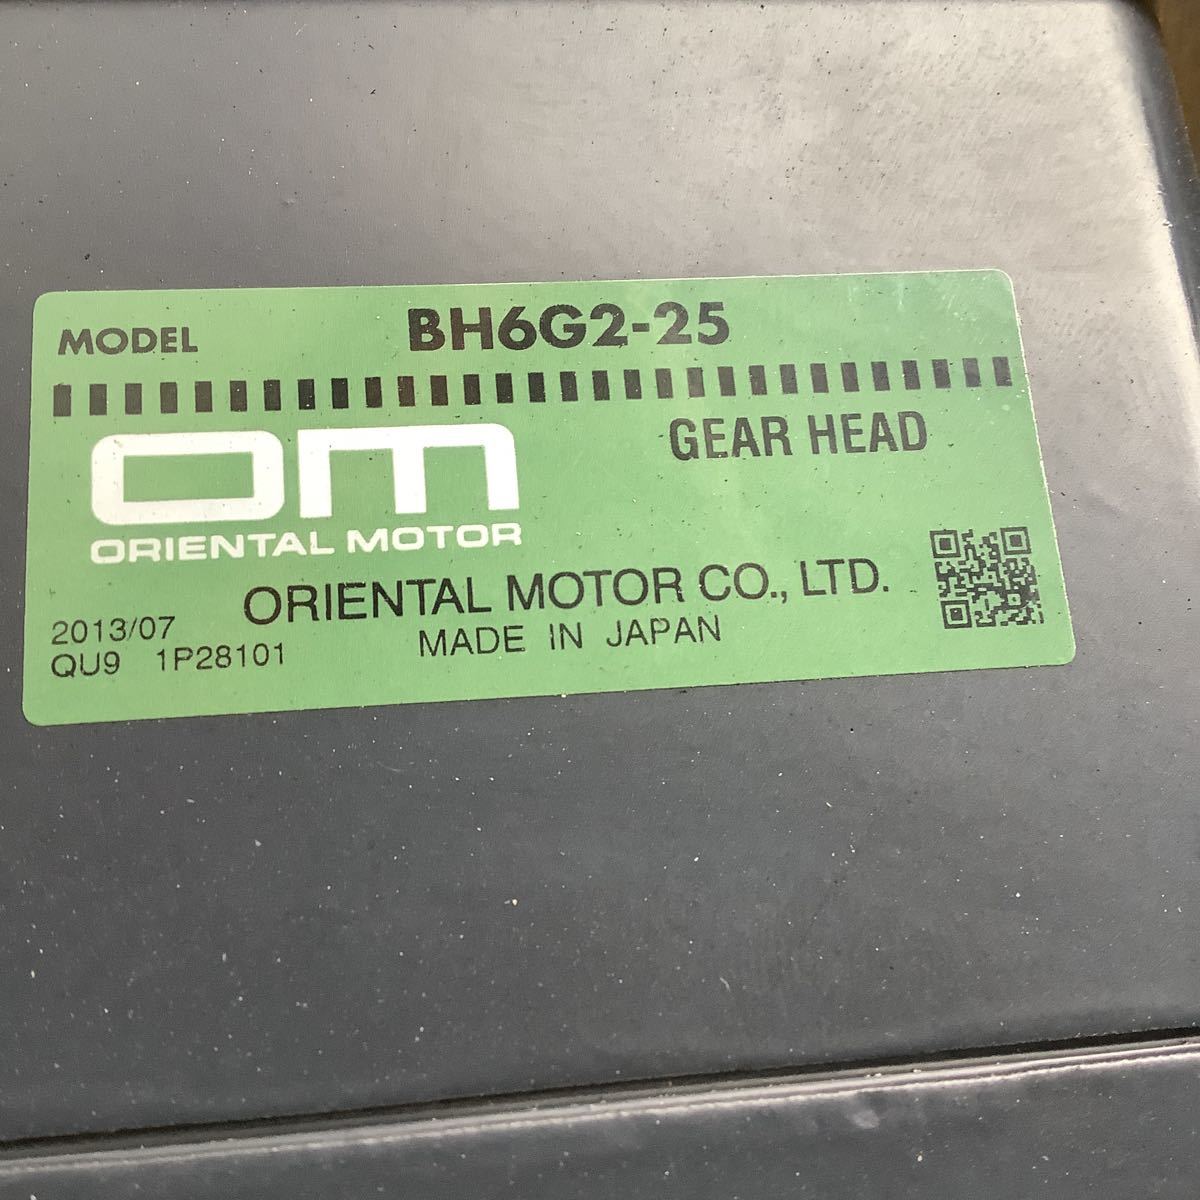 MODEL BH6G2-25
GEAR HEAD
OM
ORIENTAL MOTOR
ORIENTAL MOTOR CO., LTD.
2013/07
MADE IN JAPAN
QU9 1P28101